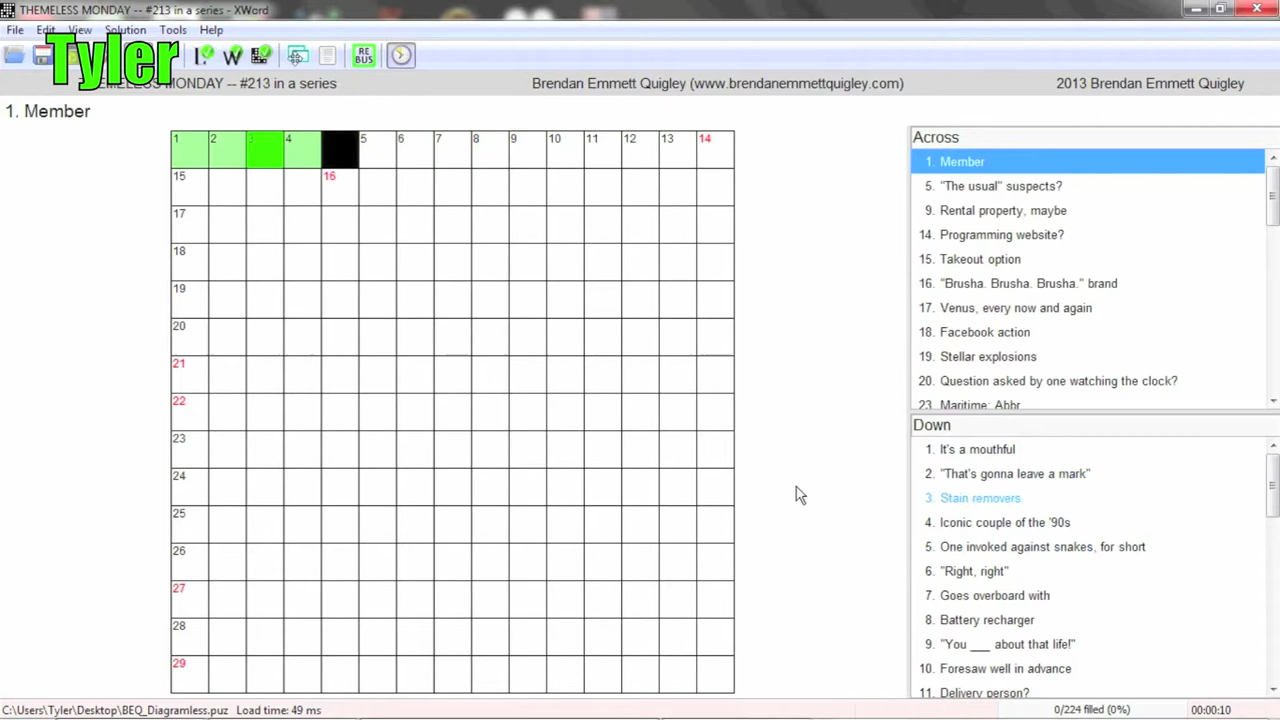 THEMELESS MONDAY -- #213 in a series - XWord
File Edit View Solution Tools Help
Tyler
RE
BUS
EMELESS MONDAY -- #213 in a series
Brendan Emmett Quigley (www.brendanemmettquigley.com)
2013 Brendan Emmett Quigley
1. Member
1 2 3 4 5 6 7 8 9 10 11 12 13 14
15 16
17
18
19
20
21
22
23
24
25
26
27
28
29
Across
1. Member
5. "The usual" suspects?
9. Rental property, maybe
14. Programming website?
15. Takeout option
16. "Brusha. Brusha. Brusha." brand
17. Venus, every now and again
18. Facebook action
19. Stellar explosions
20. Question asked by one watching the clock?
23. Maritime: Abbr
Down
1. It's a mouthful
2. "That's gonna leave a mark"
3. Stain removers
4. Iconic couple of the '90s
5. One invoked against snakes, for short
6. "Right, right"
7. Goes overboard with
8. Battery recharger
9. "You ___ about that life!"
10. Foresaw well in advance
11. Delivery person?
C:\Users\Tyler\Desktop\BEQ_Diagramless.puz Load time: 49 ms
0/224 filled (0%)
00:00:10